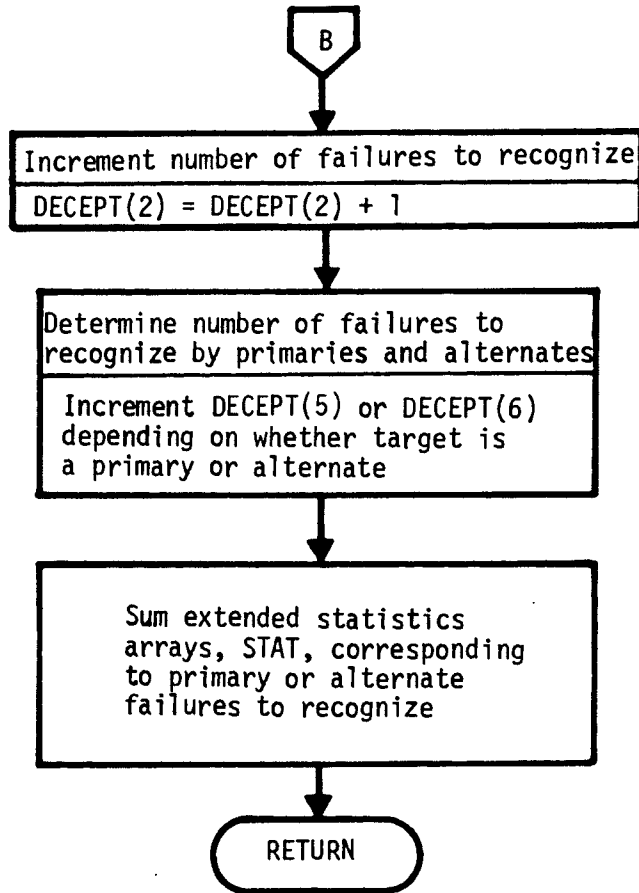 B
Increment number of failures to recognize
DECEPT(2) = DECEPT(2) + 1
Determine number of failures to
recognize by primaries and alternates
Increment DECEPT(5) or DECEPT(6)
depending on whether target is
a primary or alternate
Sum extended statistics
arrays, STAT, corresponding
to primary or alternate
failures to recognize
RETURN